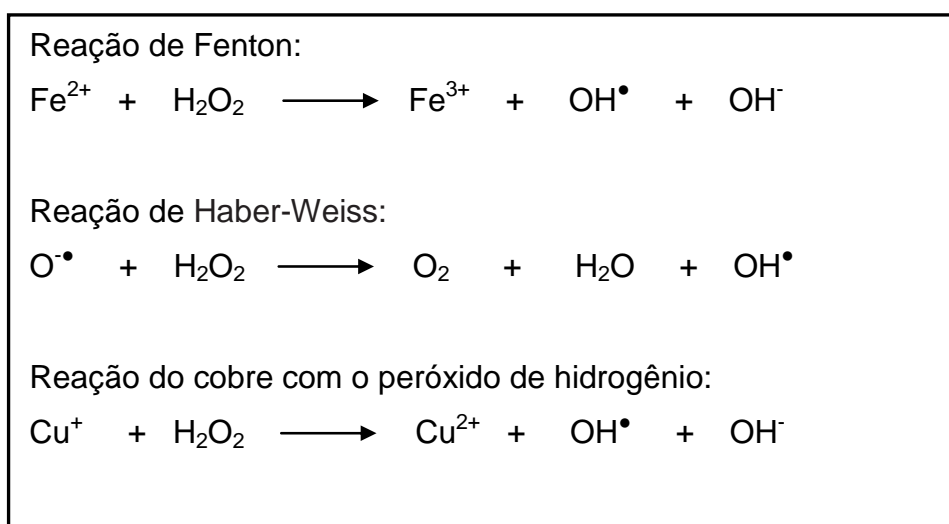 Reação de Fenton:
Fe²⁺ + H₂O₂ ⟶ Fe³⁺ + OH• + OH⁻
Reação de Haber-Weiss:
O⁻• + H₂O₂ ⟶ O₂ + H₂O + OH•
Reação do cobre com o peróxido de hidrogênio:
Cu⁺ + H₂O₂ ⟶ Cu²⁺ + OH• + OH⁻